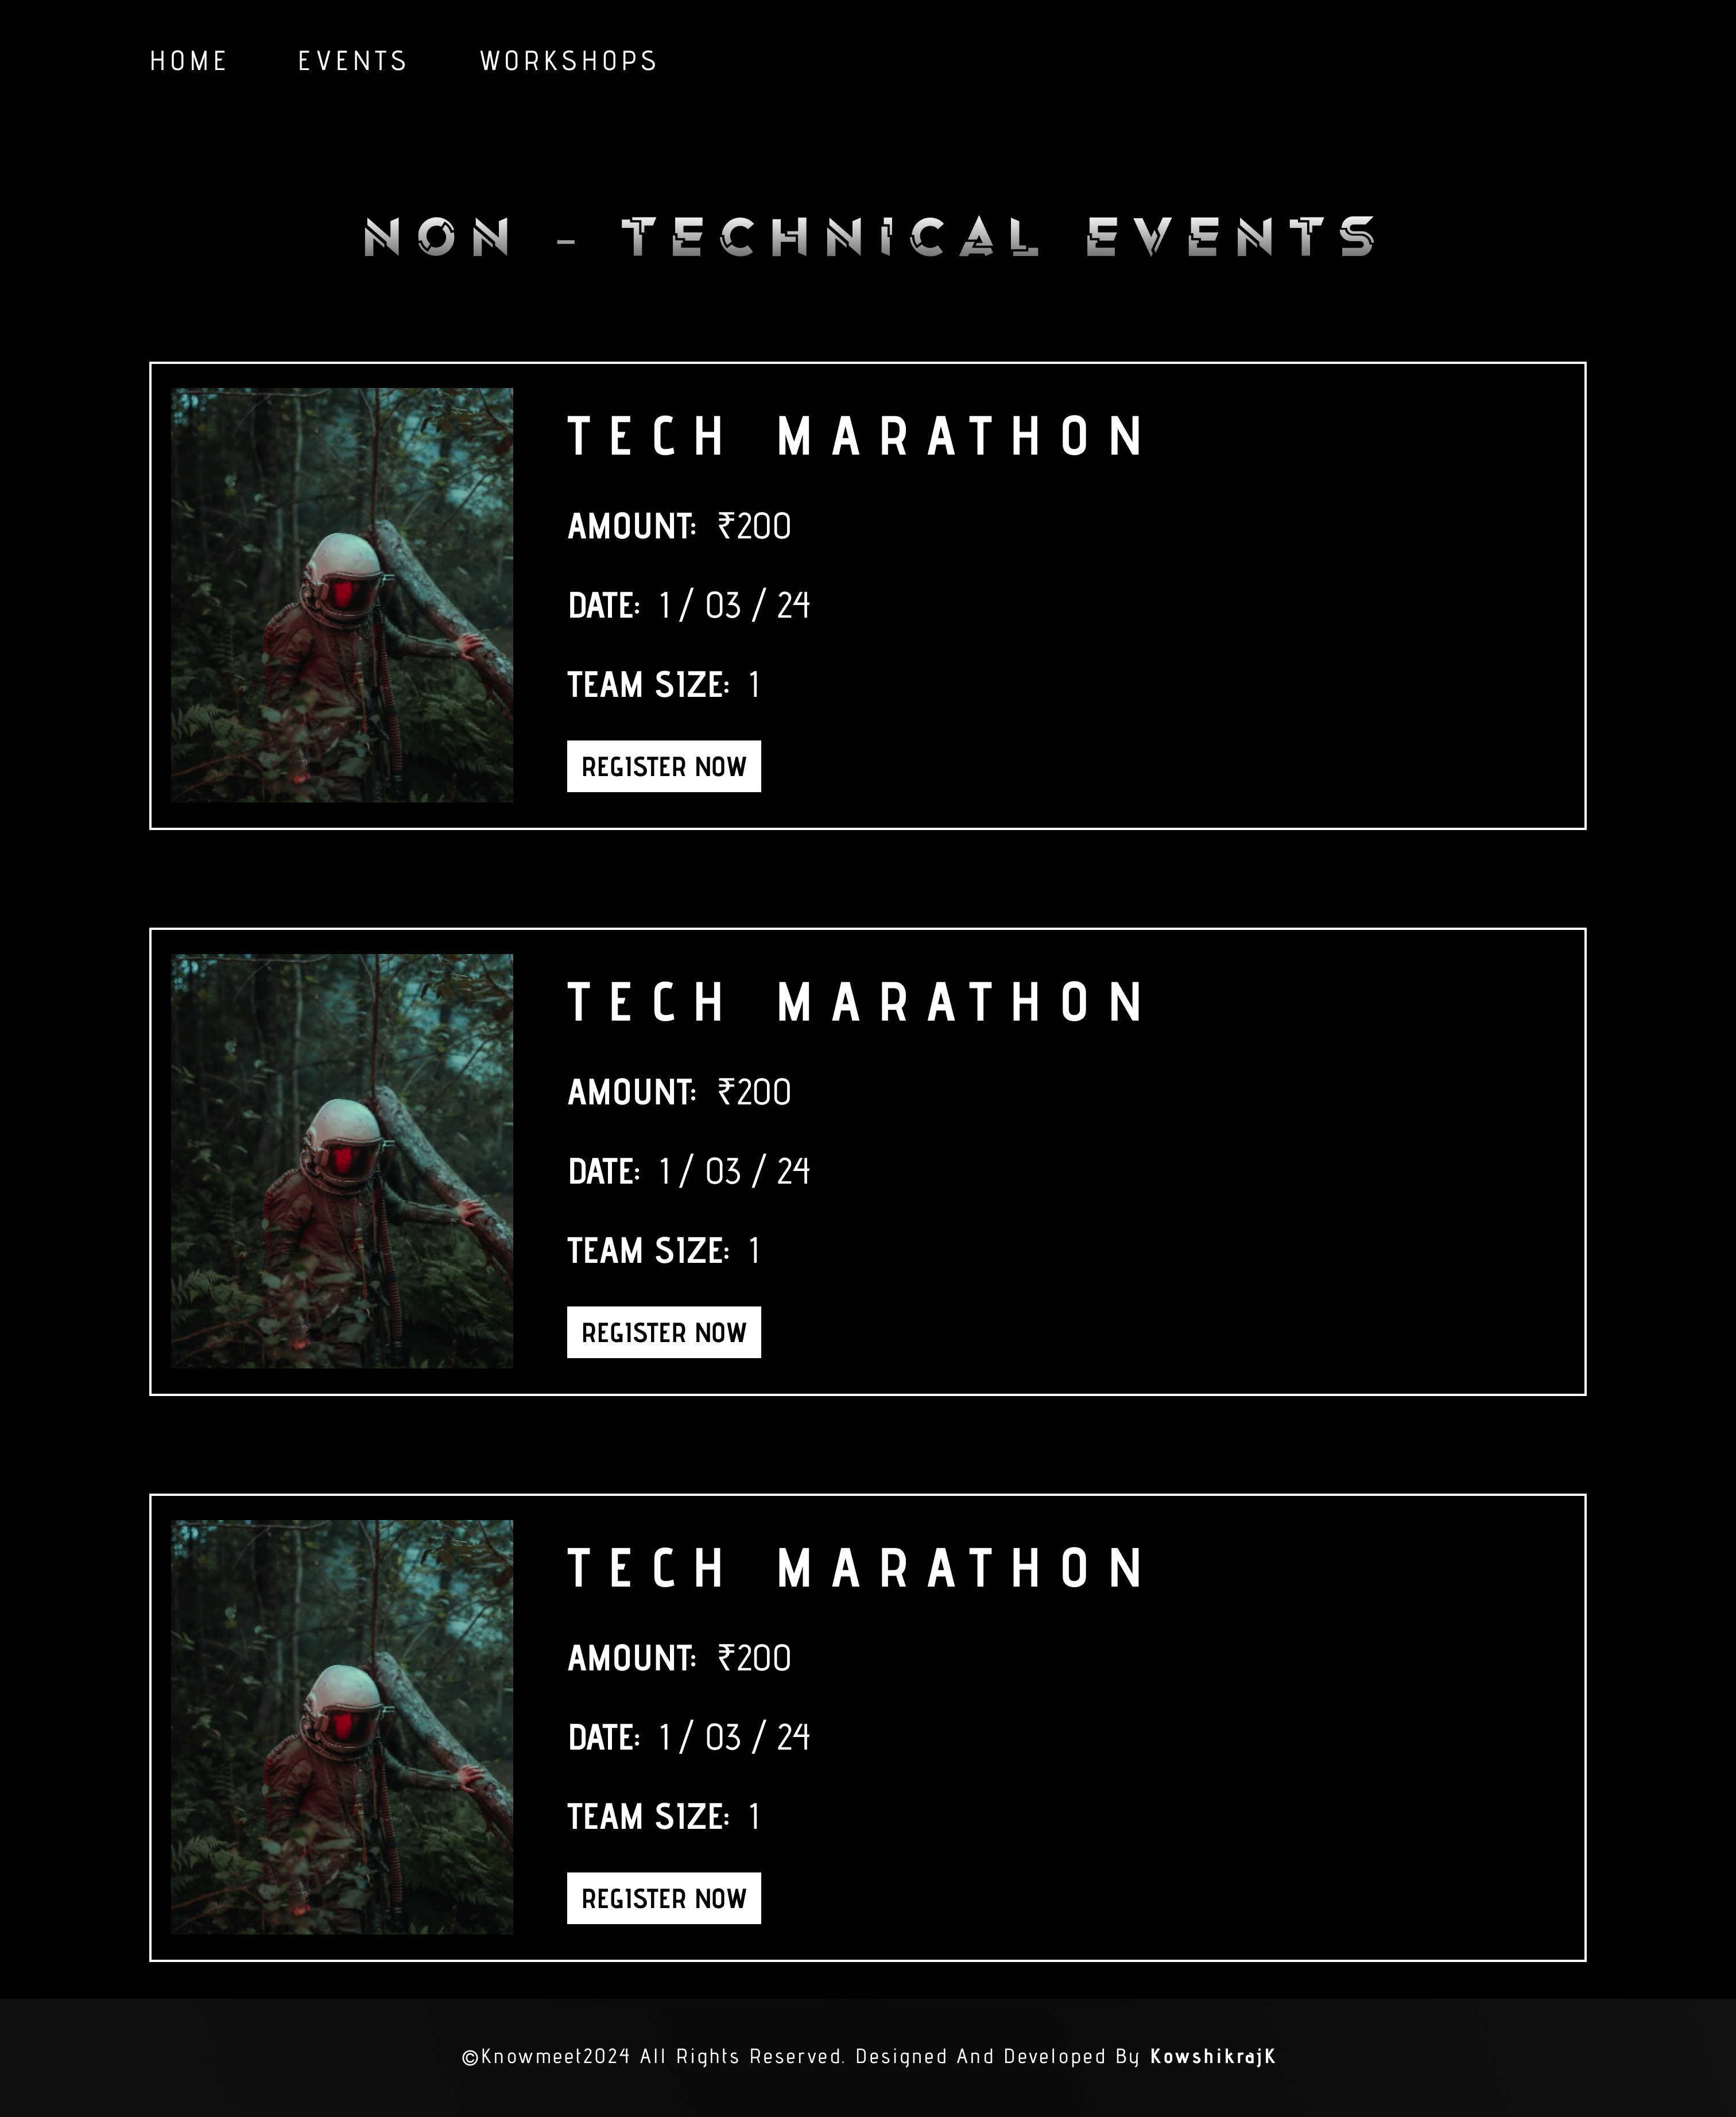 HOME EVENTS WORKSHOPS
NON - TECHNICAL EVENTS
TECH MARATHON
AMOUNT: ₹200
DATE: 1 / 03 / 24
TEAM SIZE: 1
REGISTER NOW
TECH MARATHON
AMOUNT: ₹200
DATE: 1 / 03 / 24
TEAM SIZE: 1
REGISTER NOW
TECH MARATHON
AMOUNT: ₹200
DATE: 1 / 03 / 24
TEAM SIZE: 1
REGISTER NOW
©Knowmeet2024 All Rights Reserved. Designed And Developed By KowshikrajK